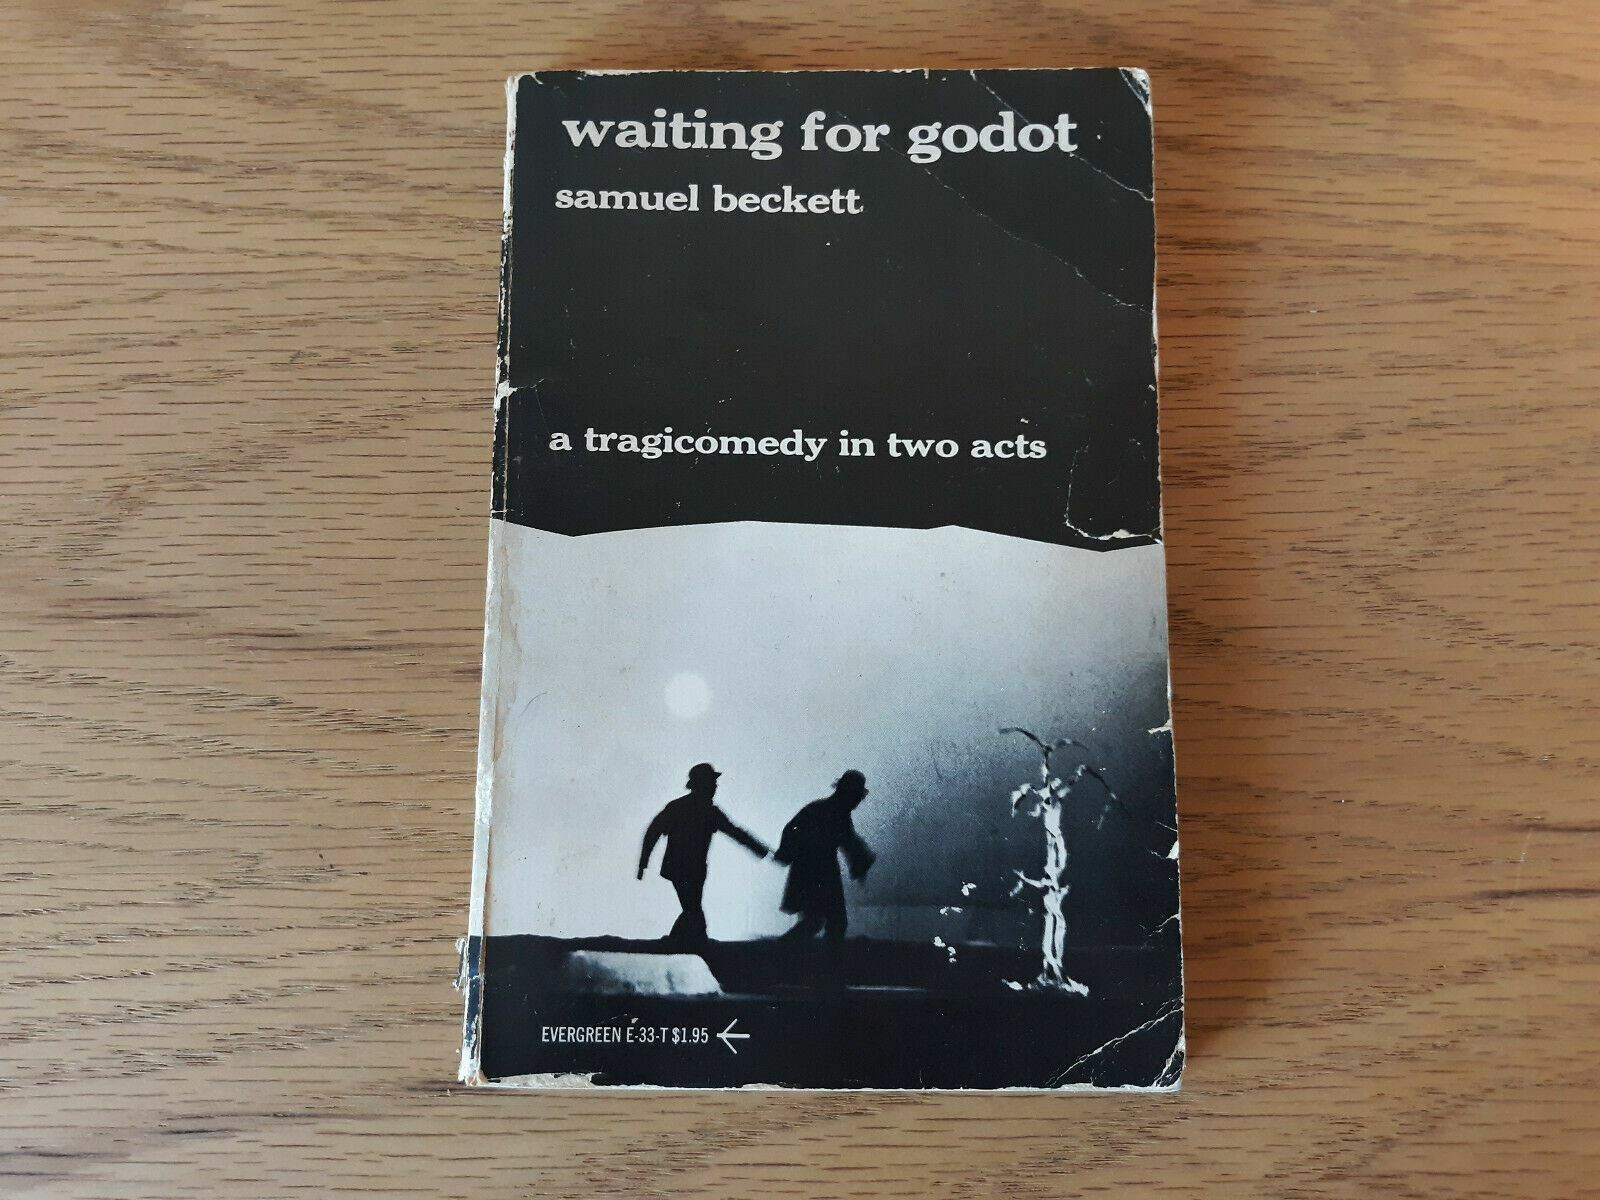 waiting for godot
samuel beckett
a tragicomedy in two acts
EVERGREEN E-33-T $1.95